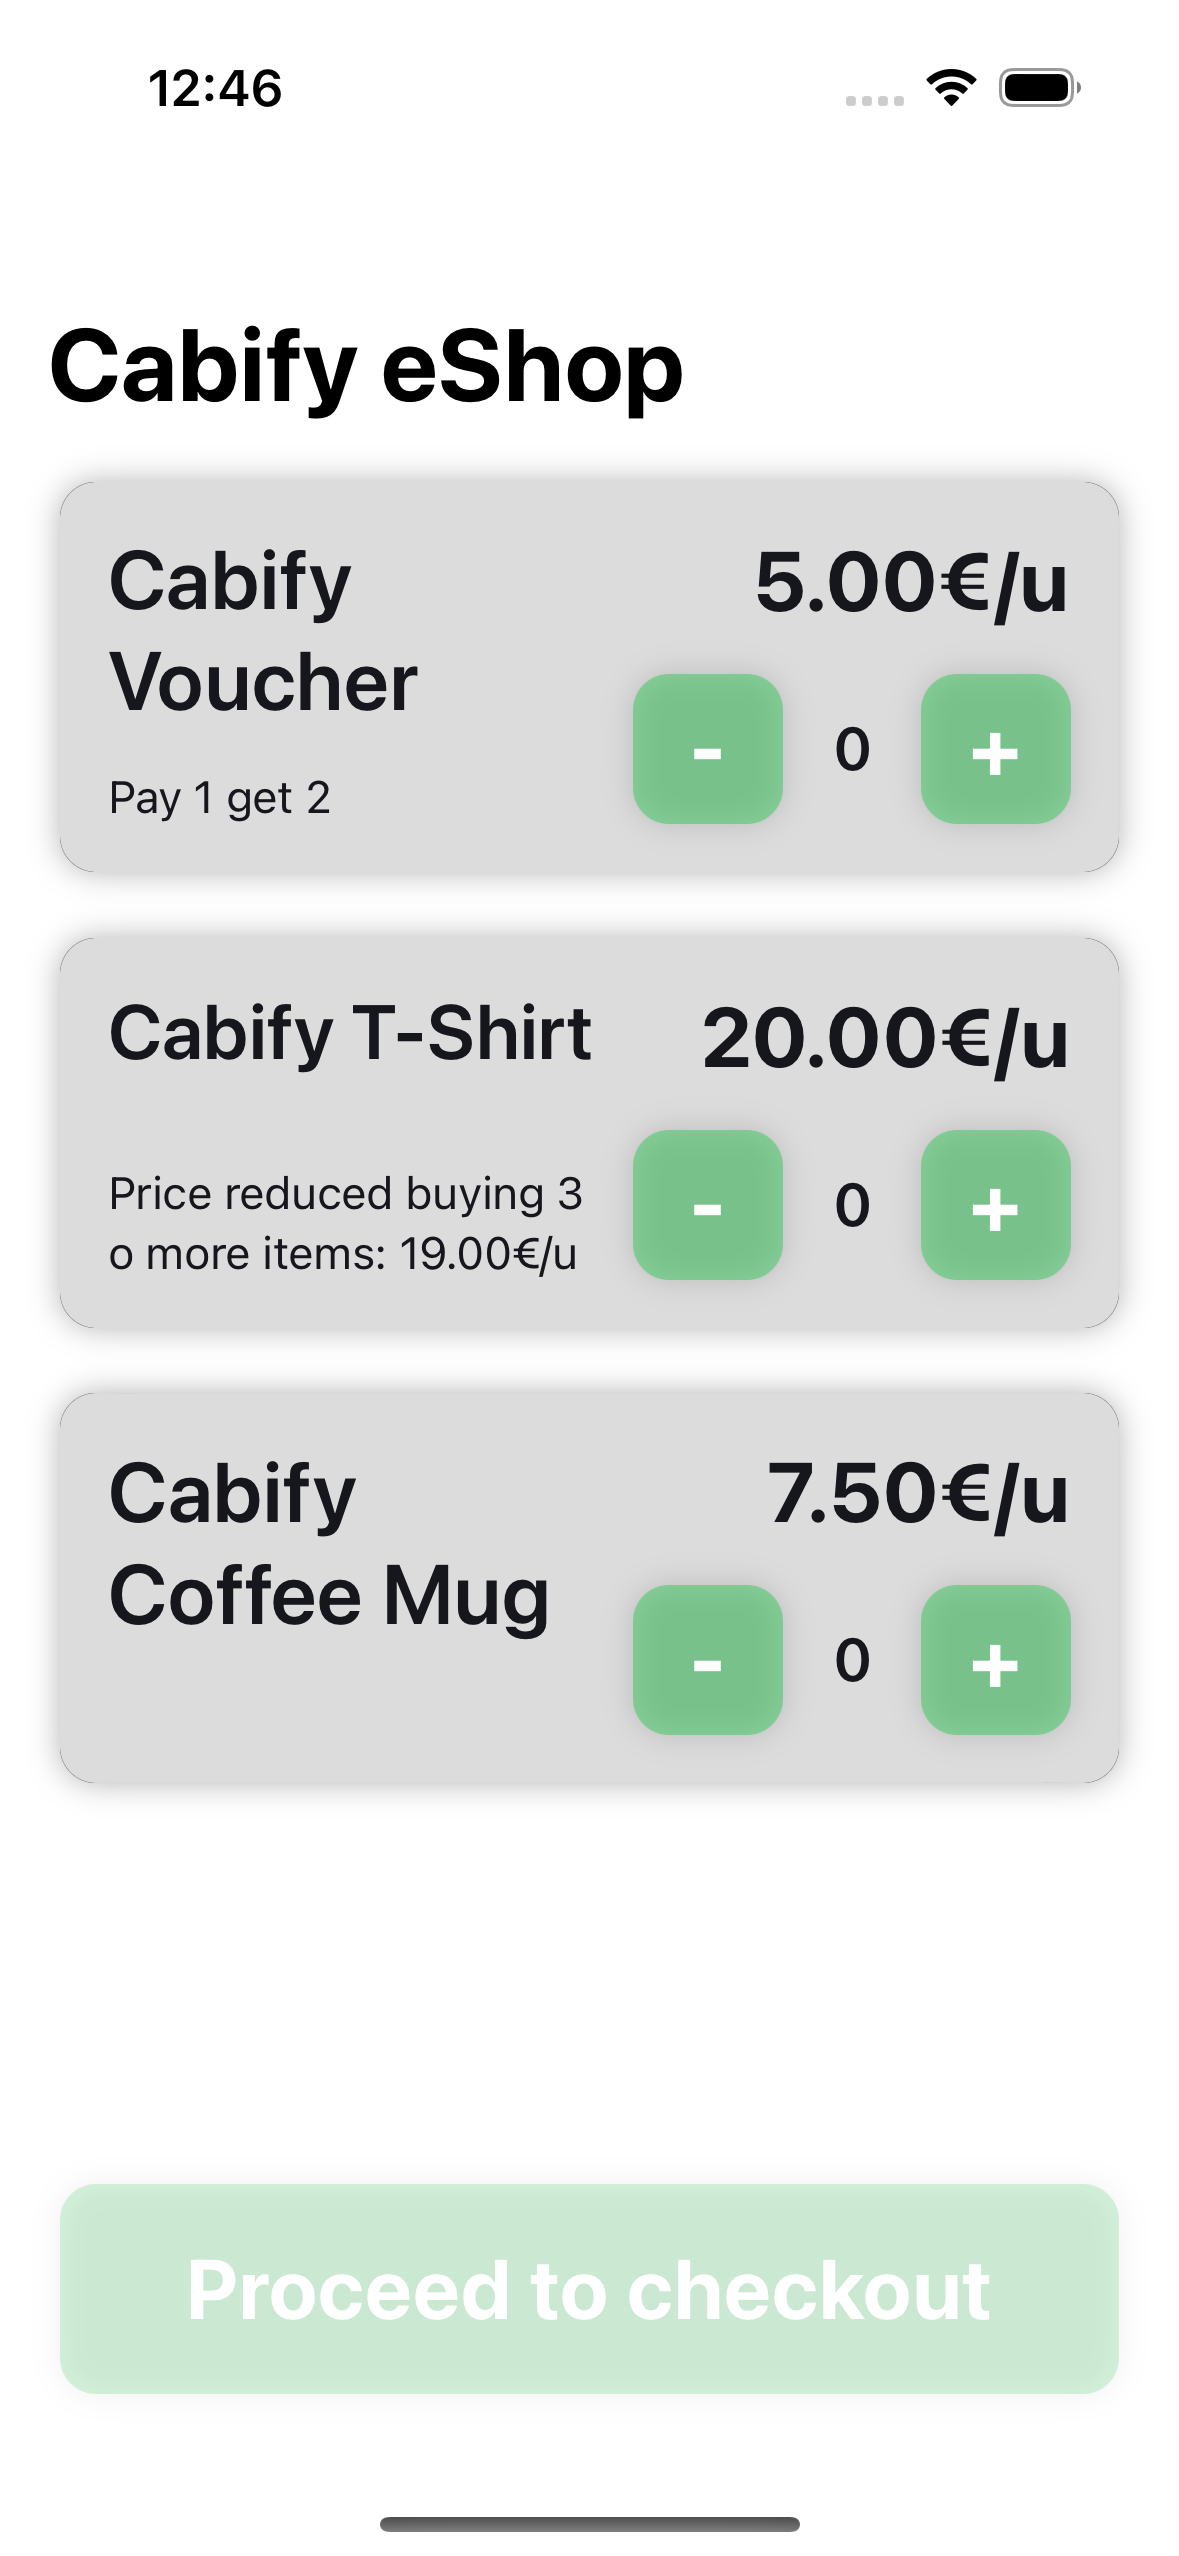 12:46
Cabify eShop
Cabify
Voucher
5.00€/u
Pay 1 get 2
- 0 +
Cabify T-Shirt
20.00€/u
Price reduced buying 3
o more items: 19.00€/u
- 0 +
Cabify
Coffee Mug
7.50€/u
- 0 +
Proceed to checkout